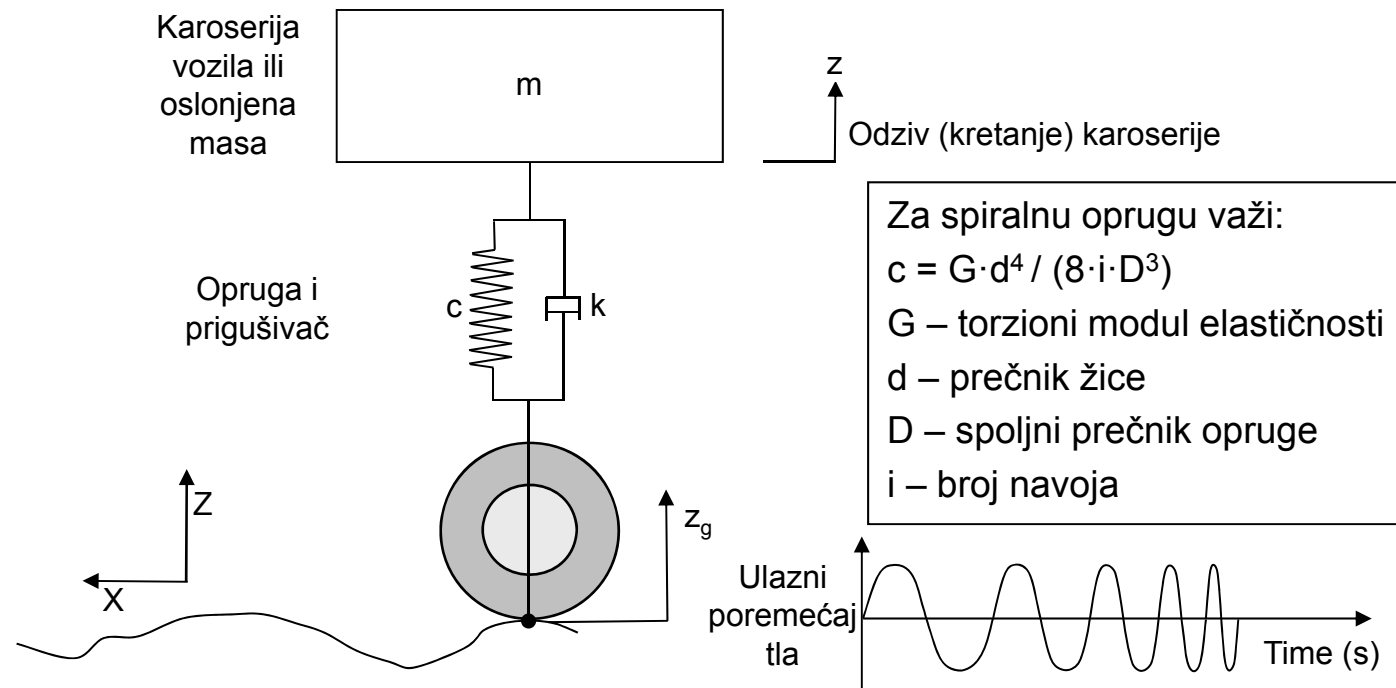 Karoserija
vozila ili
oslonjena
masa
m
z
Odziv (kretanje) karoserije
Za spiralnu oprugu važi:
c = G·d⁴ / (8·i·D³)
G – torzioni modul elastičnosti
d – prečnik žice
D – spoljni prečnik opruge
i – broj navoja
Opruga i
prigušivač
c
k
Z
X
zg
Ulazni
poremećaj
tla
Time (s)